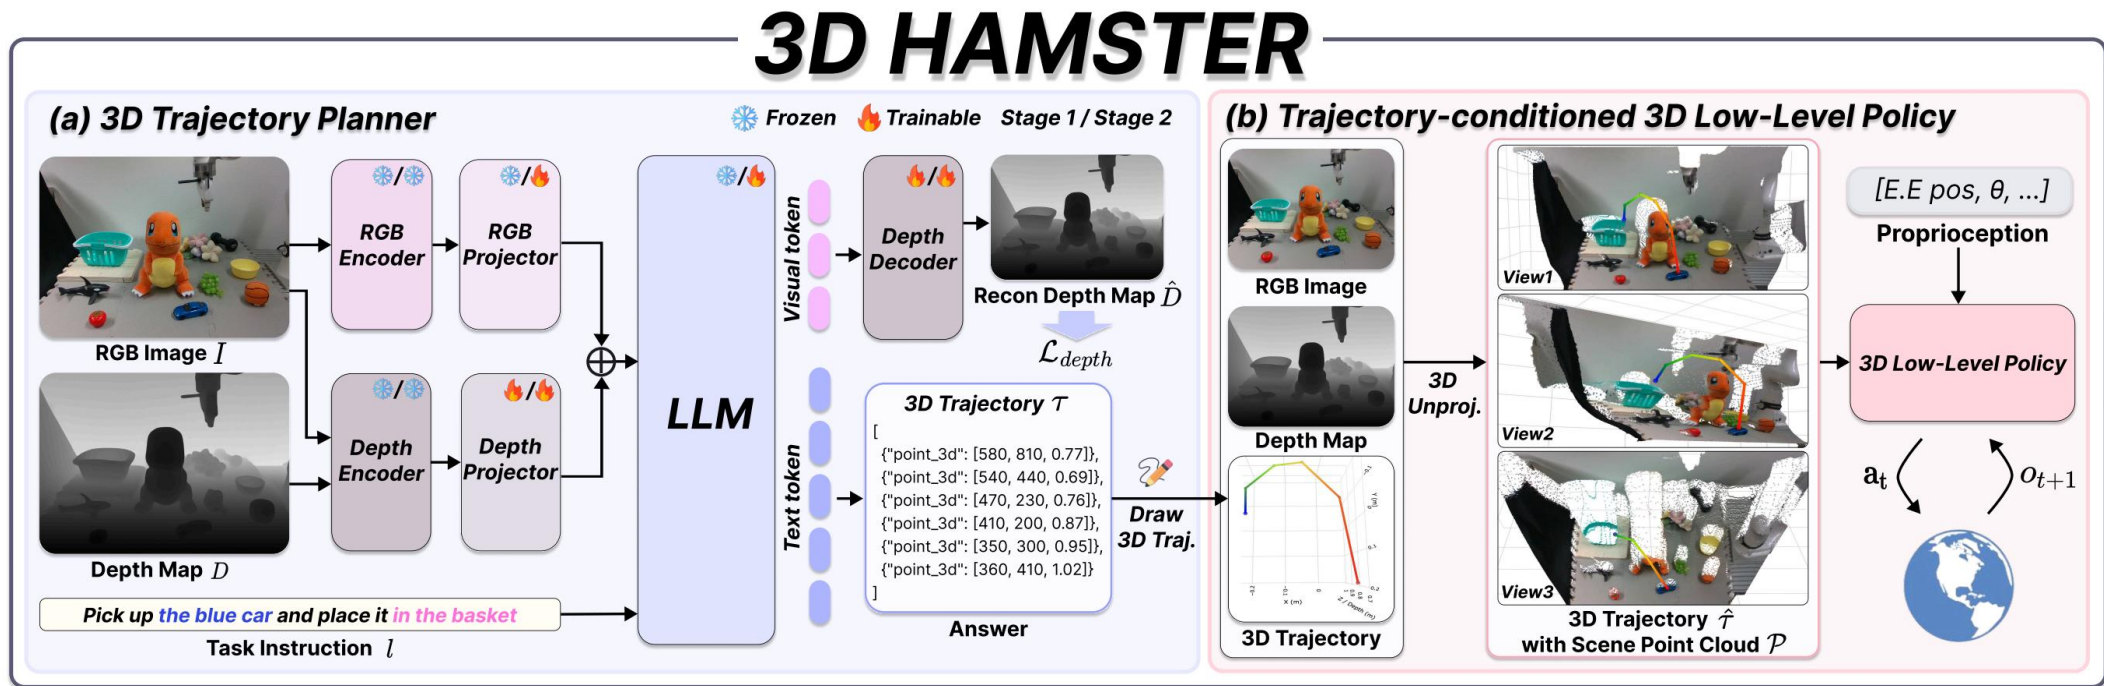 3D HAMSTER
(a) 3D Trajectory Planner
Frozen
Trainable
Stage 1 / Stage 2
RGB Image I
Depth Map D
Pick up the blue car and place it in the basket
Task Instruction l
/
RGB
Encoder
/
RGB
Projector
/
Depth
Encoder
/
Depth
Projector
/
LLM
Visual token
Text token
/
Depth
Decoder
Recon Depth Map D̂
ℒdepth
3D Trajectory τ
[
{"point_3d": [580, 810, 0.77]},
{"point_3d": [540, 440, 0.69]},
{"point_3d": [470, 230, 0.76]},
{"point_3d": [410, 200, 0.87]},
{"point_3d": [350, 300, 0.95]},
{"point_3d": [360, 410, 1.02]}
]
Answer
Draw
3D Traj.
(b) Trajectory-conditioned 3D Low-Level Policy
RGB Image
Depth Map
X (m)
Y (m)
Z / Depth (m)
3D Trajectory
3D
Unproj.
View1
View2
View3
3D Trajectory τ̂
with Scene Point Cloud 𝒫
[E.E pos, θ, ...]
Proprioception
3D Low-Level Policy
at
ot+1